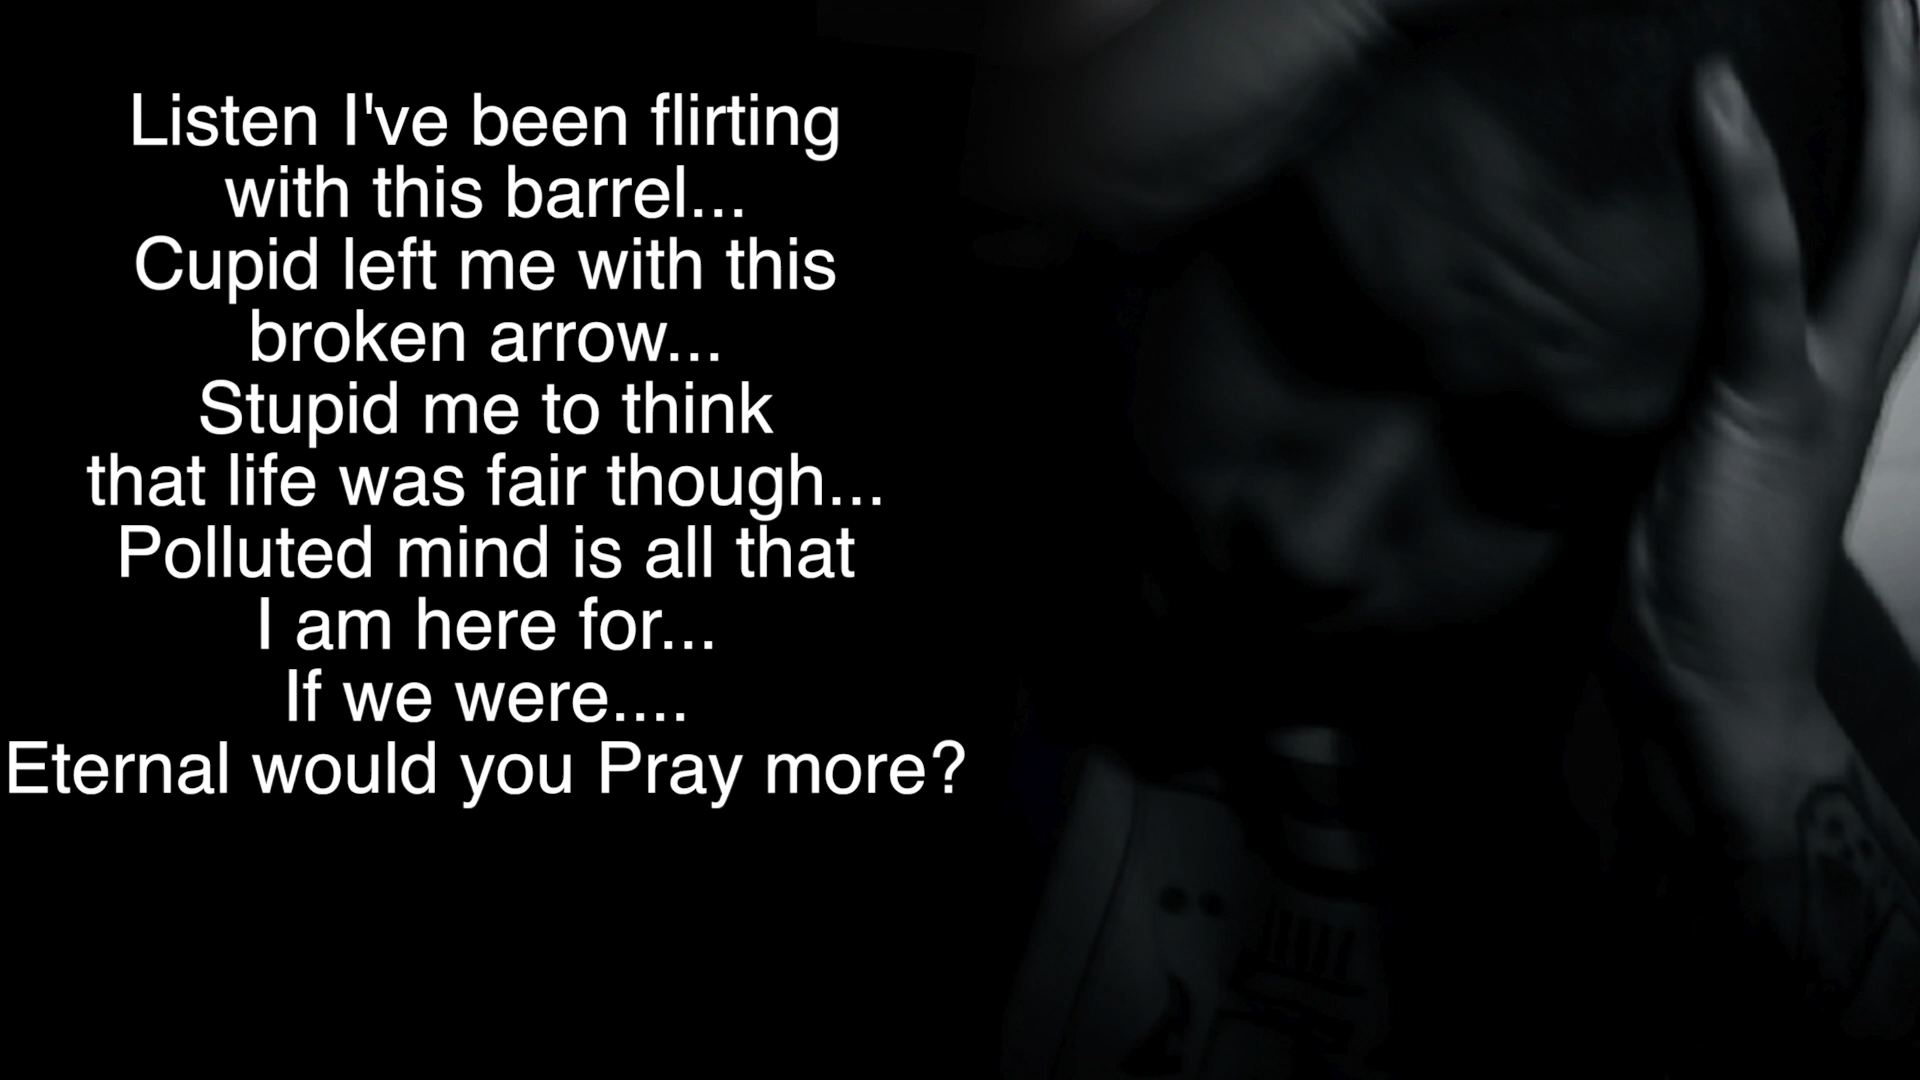 Listen I've been flirting
with this barrel...
Cupid left me with this
broken arrow...
Stupid me to think
that life was fair though...
Polluted mind is all that
I am here for...
If we were....
Eternal would you Pray more?